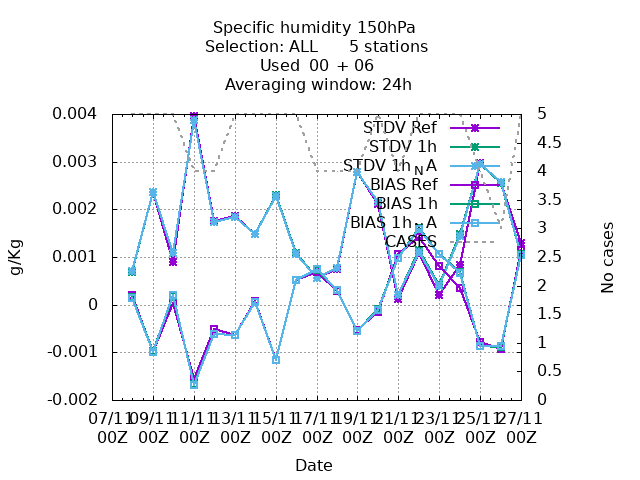 Specific humidity 150hPa
Selection: ALL 5 stations
Used 00 + 06
Averaging window: 24h
0.004
0.003
0.002
0.001
0
-0.001
-0.002
g/Kg
5
4.5
4
3.5
3
2.5
2
1.5
1
0.5
0
No cases
STDV Ref
STDV 1h
STDV 1h_NA
BIAS Ref
BIAS 1h
BIAS 1h_NA
CASES
07/11 09/11 11/11 13/11 15/11 17/11 19/11 21/11 23/11 25/11 27/11
00Z 00Z 00Z 00Z 00Z 00Z 00Z 00Z 00Z 00Z 00Z
Date